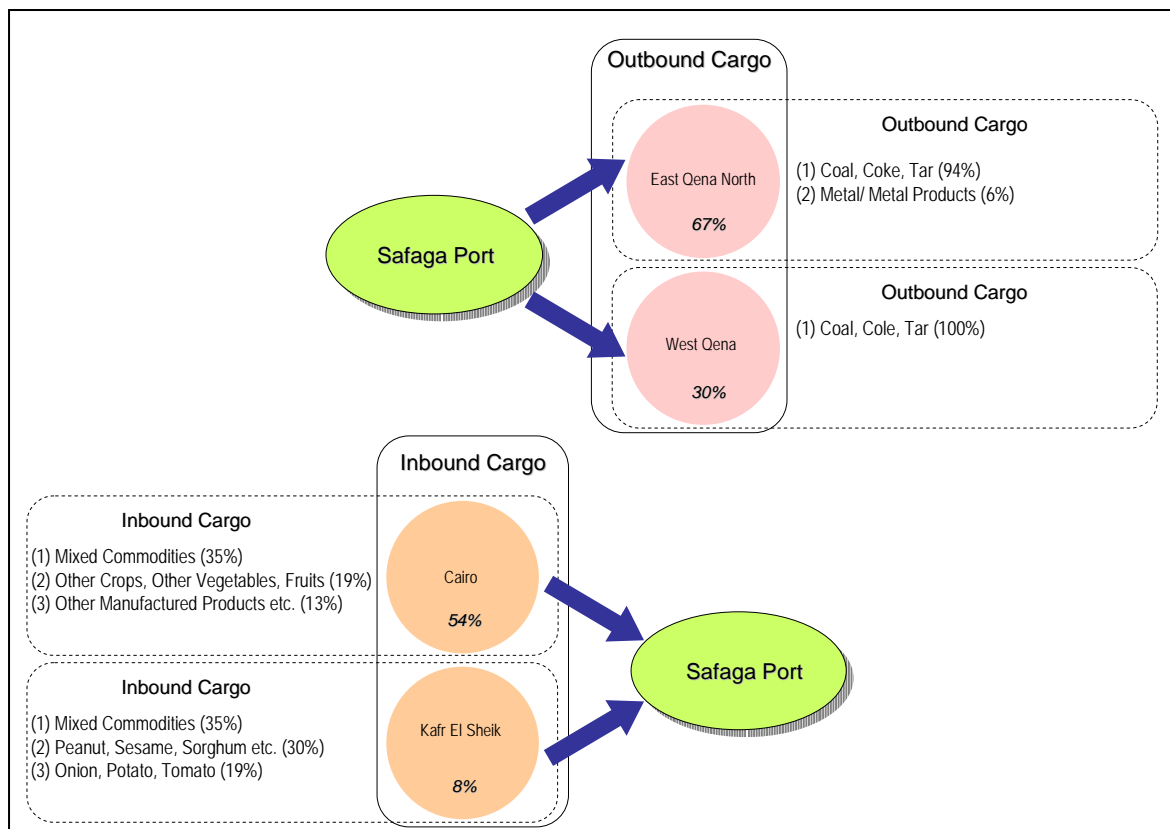 Outbound Cargo
Outbound Cargo
East Qena North
67%
(1) Coal, Coke, Tar (94%)
(2) Metal/ Metal Products (6%)
Safaga Port
Outbound Cargo
West Qena
30%
(1) Coal, Cole, Tar (100%)
Inbound Cargo
Inbound Cargo
(1) Mixed Commodities (35%)
(2) Other Crops, Other Vegetables, Fruits (19%)
(3) Other Manufactured Products etc. (13%)
Cairo
54%
Inbound Cargo
(1) Mixed Commodities (35%)
(2) Peanut, Sesame, Sorghum etc. (30%)
(3) Onion, Potato, Tomato (19%)
Kafr El Sheik
8%
Safaga Port